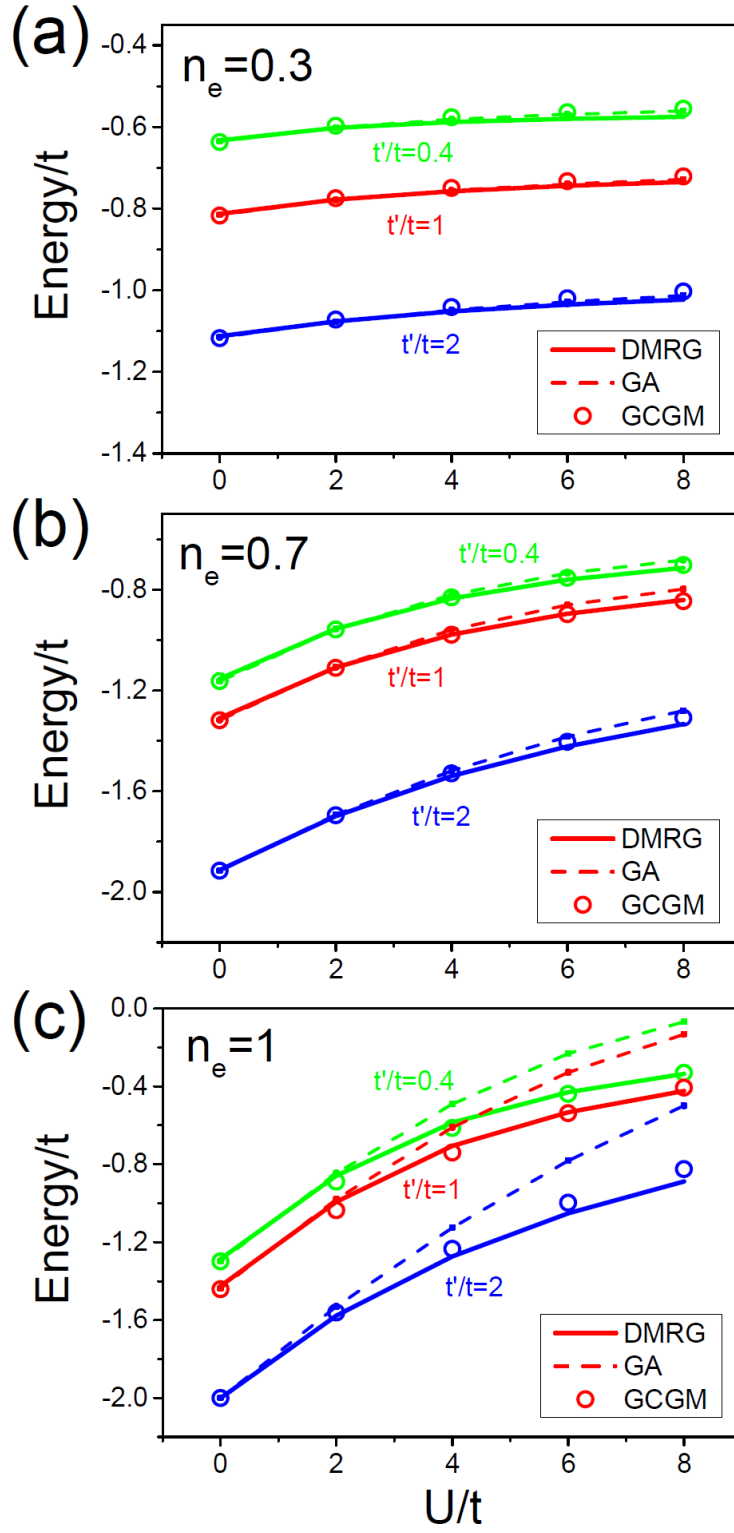 (a)
n_e=0.3
Energy/t
-0.4
-0.6
-0.8
-1.0
-1.2
-1.4
t'/t=0.4
t'/t=1
t'/t=2
DMRG
GA
GCGM
0 2 4 6 8
(b)
n_e=0.7
Energy/t
-0.8
-1.2
-1.6
-2.0
t'/t=0.4
t'/t=1
t'/t=2
DMRG
GA
GCGM
0 2 4 6 8
(c)
n_e=1
Energy/t
0.0
-0.4
-0.8
-1.2
-1.6
-2.0
t'/t=0.4
t'/t=1
t'/t=2
DMRG
GA
GCGM
0 2 4 6 8
U/t